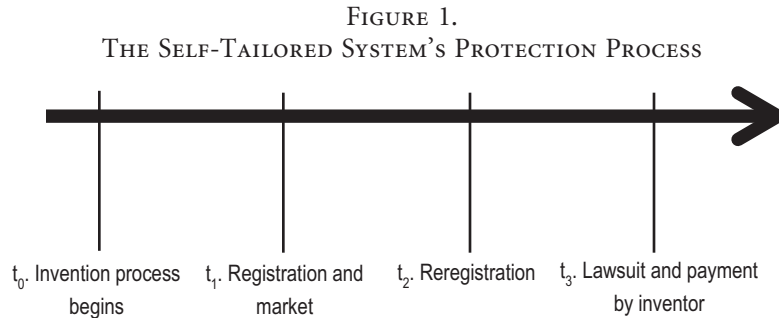 FIGURE 1.
THE SELF-TAILORED SYSTEM'S PROTECTION PROCESS
t0. Invention process begins
t1. Registration and market
t2. Reregistration
t3. Lawsuit and payment by inventor